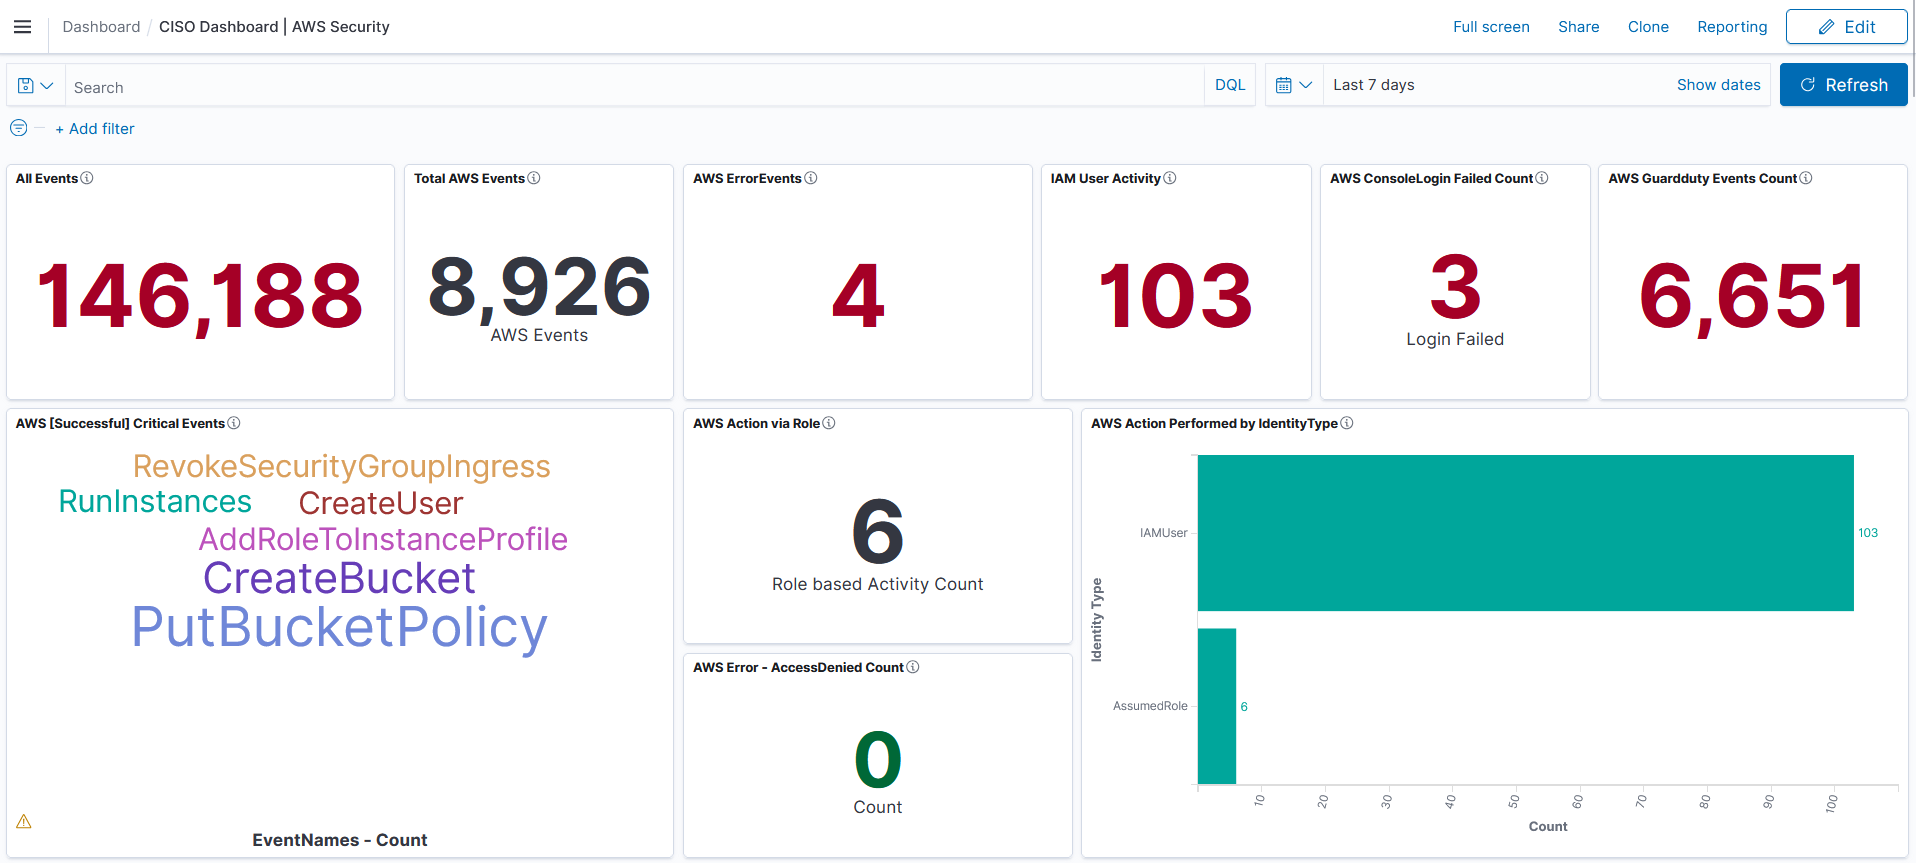 Dashboard / CISO Dashboard | AWS Security
Full screen
Share
Clone
Reporting
Edit
Search
DQL
Last 7 days
Show dates
Refresh
+ Add filter
All Events
146,188
Total AWS Events
8,926
AWS Events
AWS ErrorEvents
4
IAM User Activity
103
AWS ConsoleLogin Failed Count
3
Login Failed
AWS Guardduty Events Count
6,651
AWS [Successful] Critical Events
RevokeSecurityGroupIngress
RunInstances
CreateUser
AddRoleToInstanceProfile
CreateBucket
PutBucketPolicy
EventNames - Count
AWS Action via Role
6
Role based Activity Count
AWS Error - AccessDenied Count
0
Count
AWS Action Performed by IdentityType
Identity Type
IAMUser
103
AssumedRole
6
10
20
30
40
50
60
70
80
90
100
Count